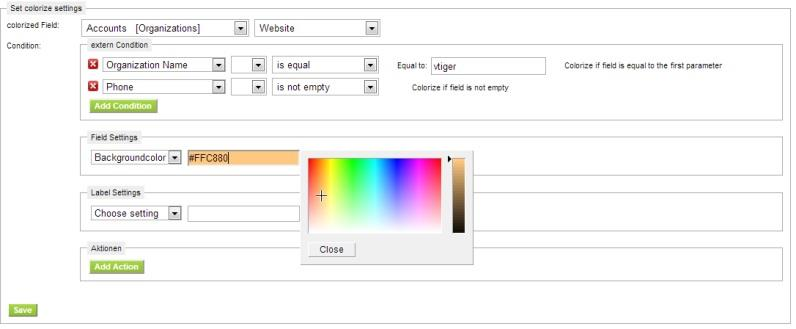 Set colorize settings
colorized Field: Accounts [Organizations] Website
Condition:
extern Condition
Organization Name is equal Equal to: vtiger Colorize if field is equal to the first parameter
Phone is not empty Colorize if field is not empty
Add Condition
Field Settings
Backgroundcolor #FFC880
Label Settings
Choose setting
Close
Aktionen
Add Action
Save